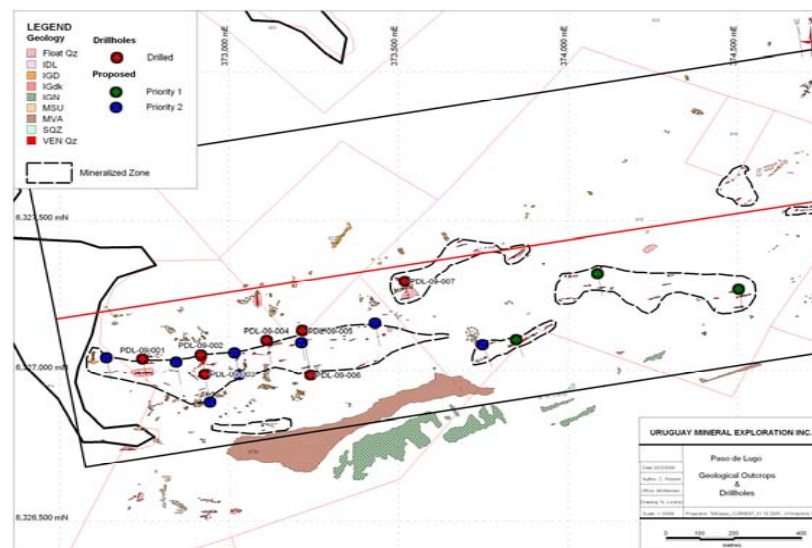 LEGEND
Geology
Float Qz
IDL
IGD
IGdk
IGN
MSU
MVA
SQZ
VEN Qz
Drillholes
Drilled
Proposed
Priority 1
Priority 2
Mineralized Zone
373,000 mE
373,500 mE
374,000 mE
374,500 mE
6,327,500 mN
PDL-09-007
PDL-09-004
PDL-09-005
PDL-09-001
PDL-09-002
6,327,000 mN
PDL-09-003
PDL-09-006
6,326,500 mN
URUGUAY MINERAL EXPLORATION INC.
Paso de Lugo
Geological Outcrops
&
Drillholes
0 100 200 400
metres